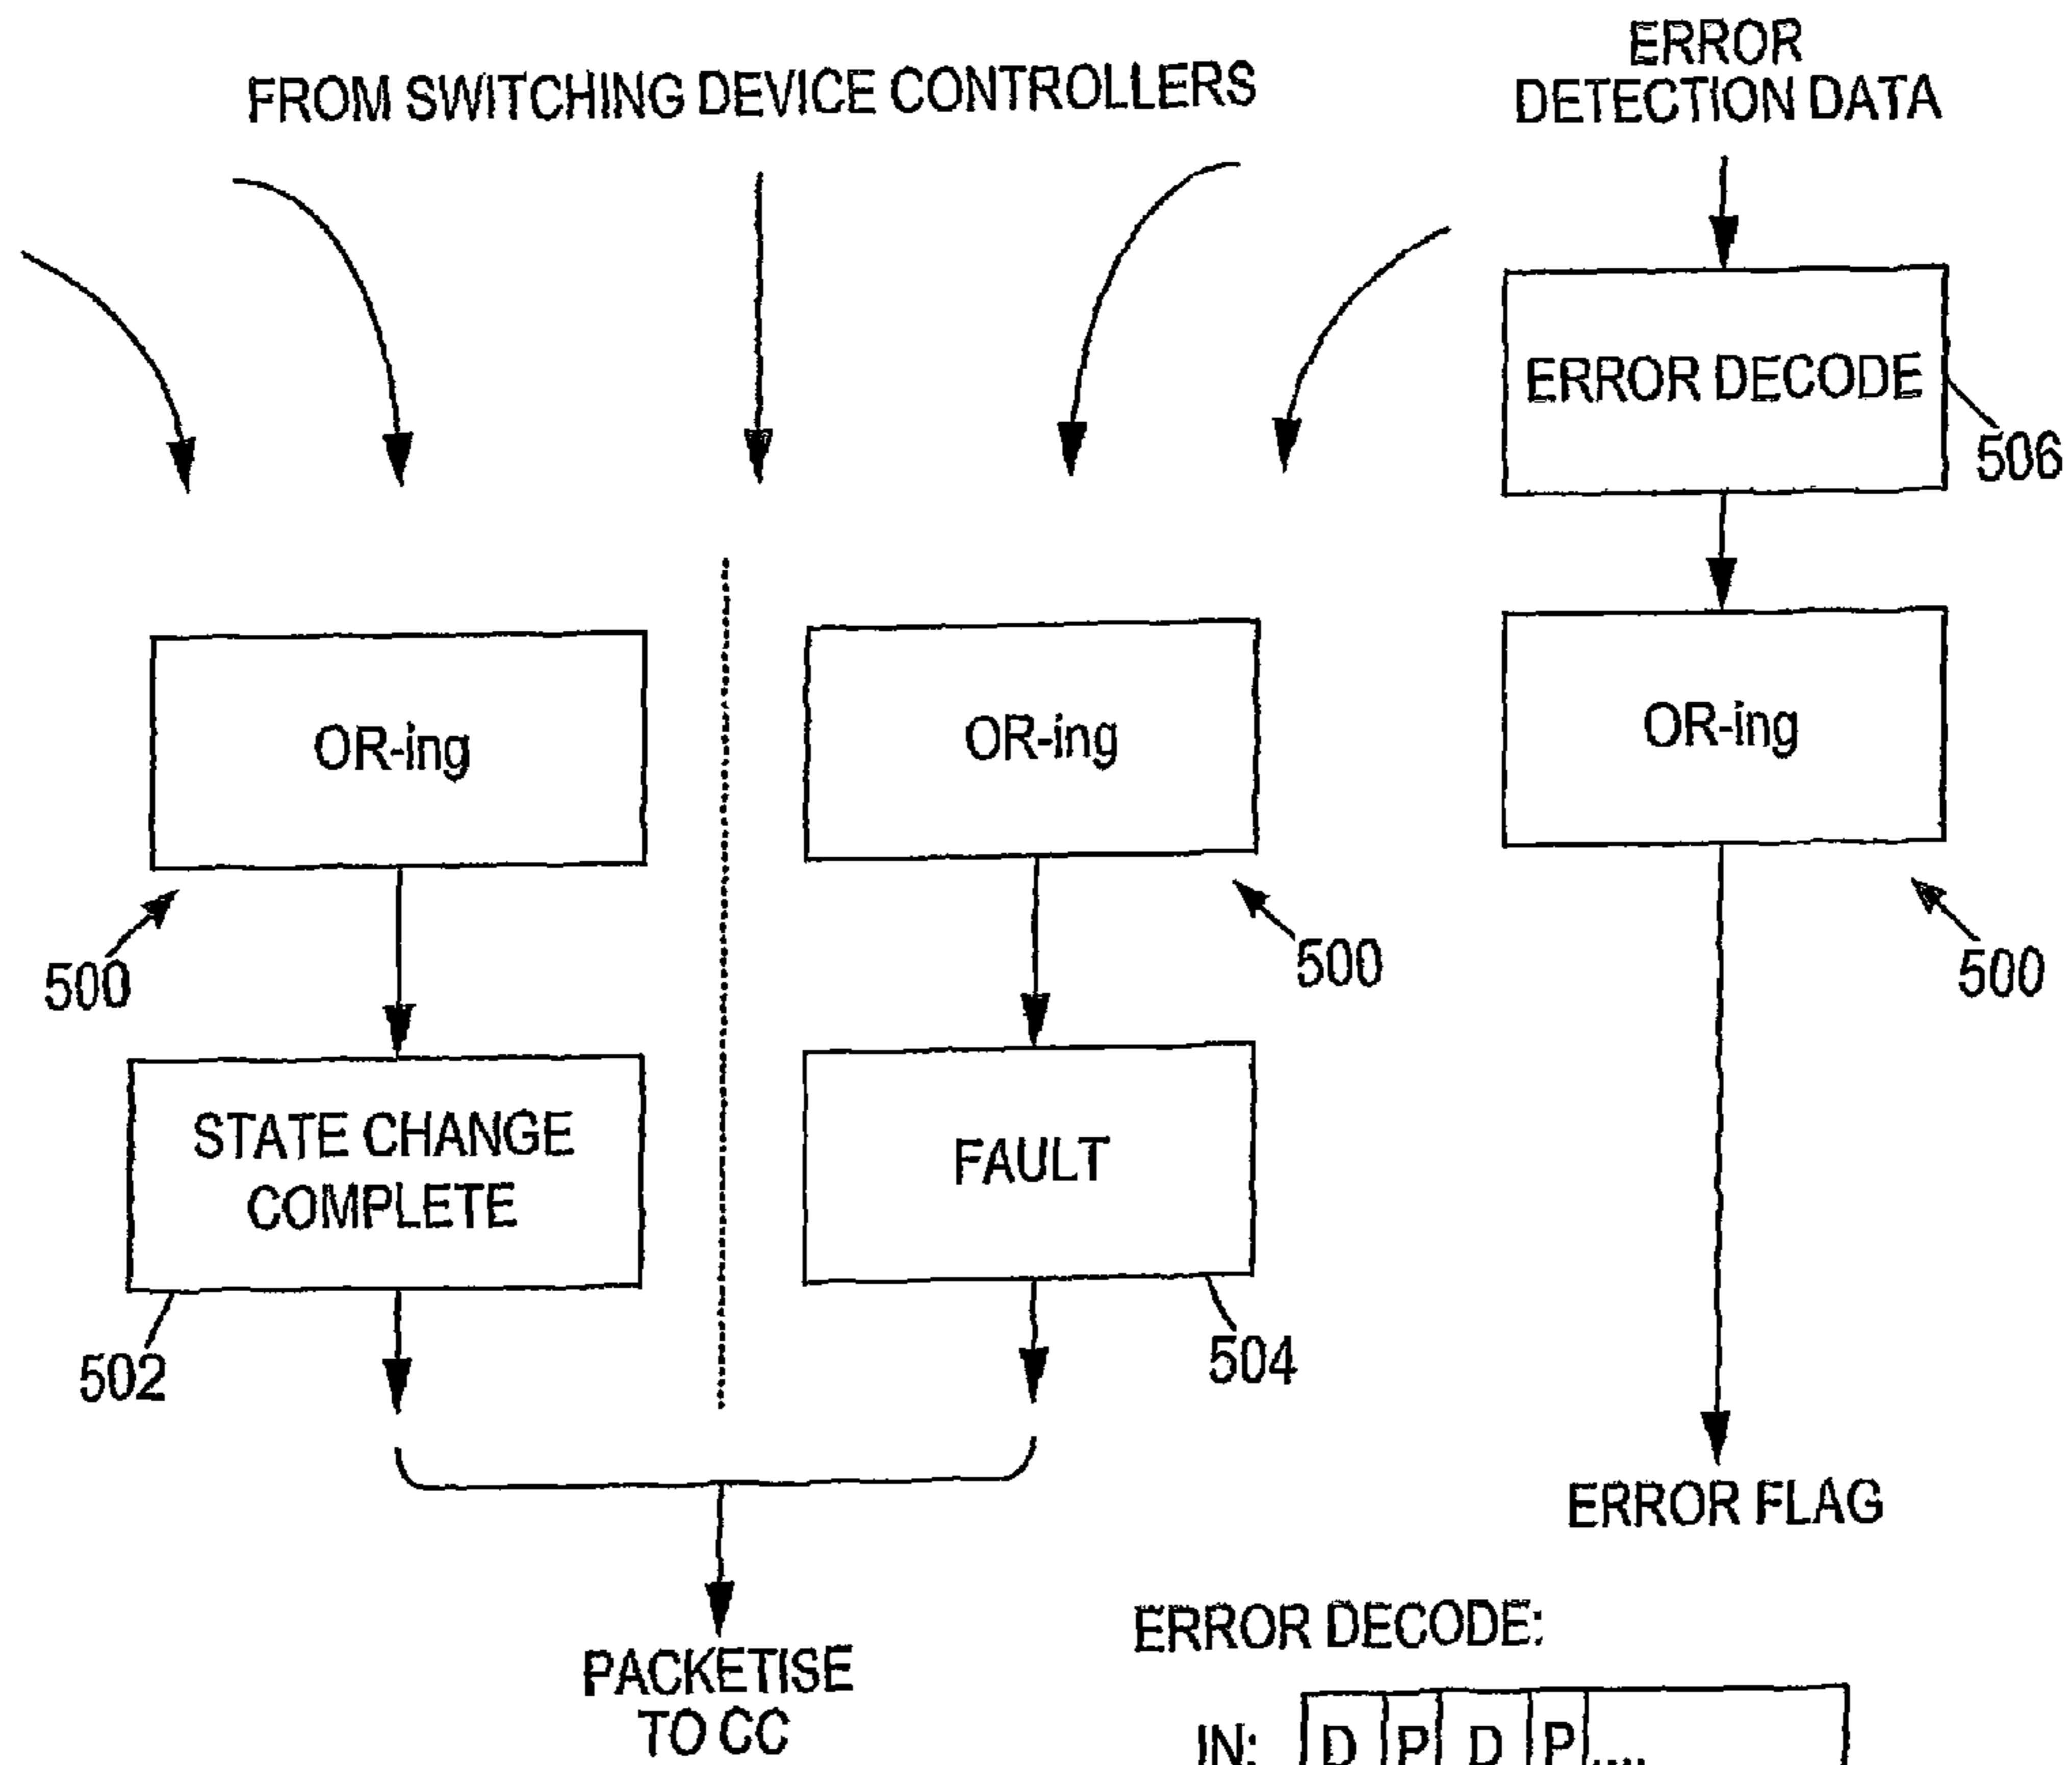 FROM SWITCHING DEVICE CONTROLLERS
ERROR
DETECTION DATA
ERROR DECODE
506
OR-ing
OR-ing
OR-ing
500
500
500
STATE CHANGE
COMPLETE
FAULT
502
504
ERROR FLAG
PACKETISE
TO CC
ERROR DECODE:
IN: D P D P ....